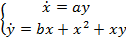 ẋ = ay
ẏ = bx + x² + xy